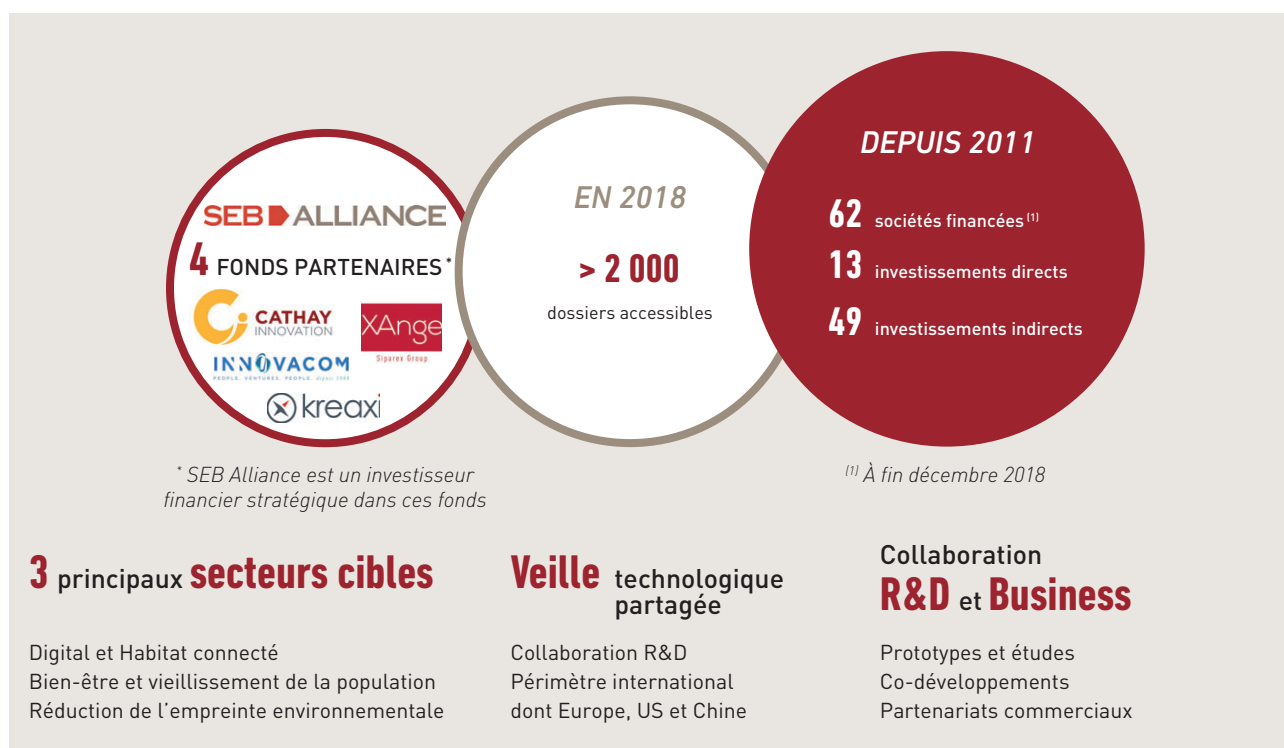 SEB ALLIANCE
4 FONDS PARTENAIRES *
CATHAY
INNOVATION
XAnge
Siparex Group
INNOVACOM
PEOPLE. VENTURES. PEOPLE. depuis 1988
kreaxi
* SEB Alliance est un investisseur
financier stratégique dans ces fonds
EN 2018
> 2 000
dossiers accessibles
DEPUIS 2011
62 sociétés financées (1)
13 investissements directs
49 investissements indirects
(1) À fin décembre 2018
3 principaux secteurs cibles
Digital et Habitat connecté
Bien-être et vieillissement de la population
Réduction de l'empreinte environnementale
Veille technologique
partagée
Collaboration R&D
Périmètre international
dont Europe, US et Chine
Collaboration
R&D et Business
Prototypes et études
Co-développements
Partenariats commerciaux